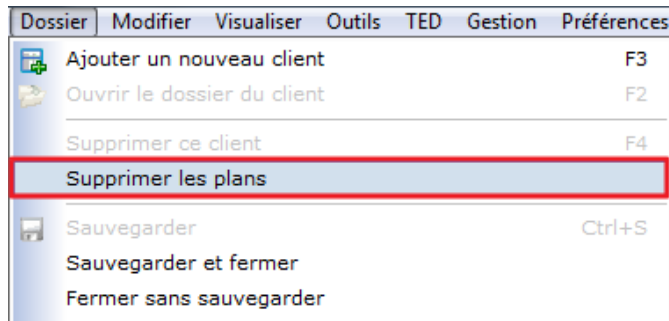 Dossier Modifier Visualiser Outils TED Gestion Préférences
Ajouter un nouveau client F3
Ouvrir le dossier du client F2
Supprimer ce client F4
Supprimer les plans
Sauvegarder Ctrl+S
Sauvegarder et fermer
Fermer sans sauvegarder